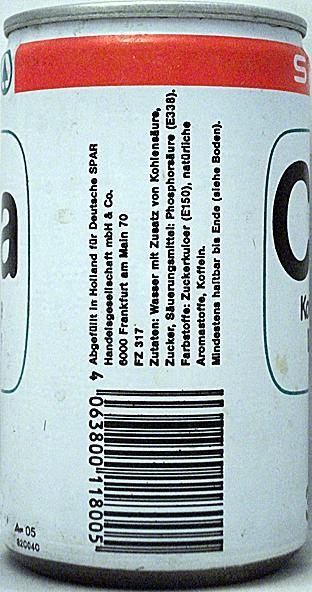 S
a
C
K
Abgefüllt in Holland für Deutsche SPAR
Handelsgesellschaft mbH & Co.
6000 Frankfurt am Main 70
FZ 317
Zutaten: Wasser mit Zusatz von Kohlensäure,
Zucker, Säuerungsmittel: Phosphorsäure (E338),
Farbstoffe: Zuckerkuloer (E150), natürliche
Aromastoffe, Koffein.
Mindestens haltbar bis Ende (siehe Boden).
4 063800 118005
A- 05
820040